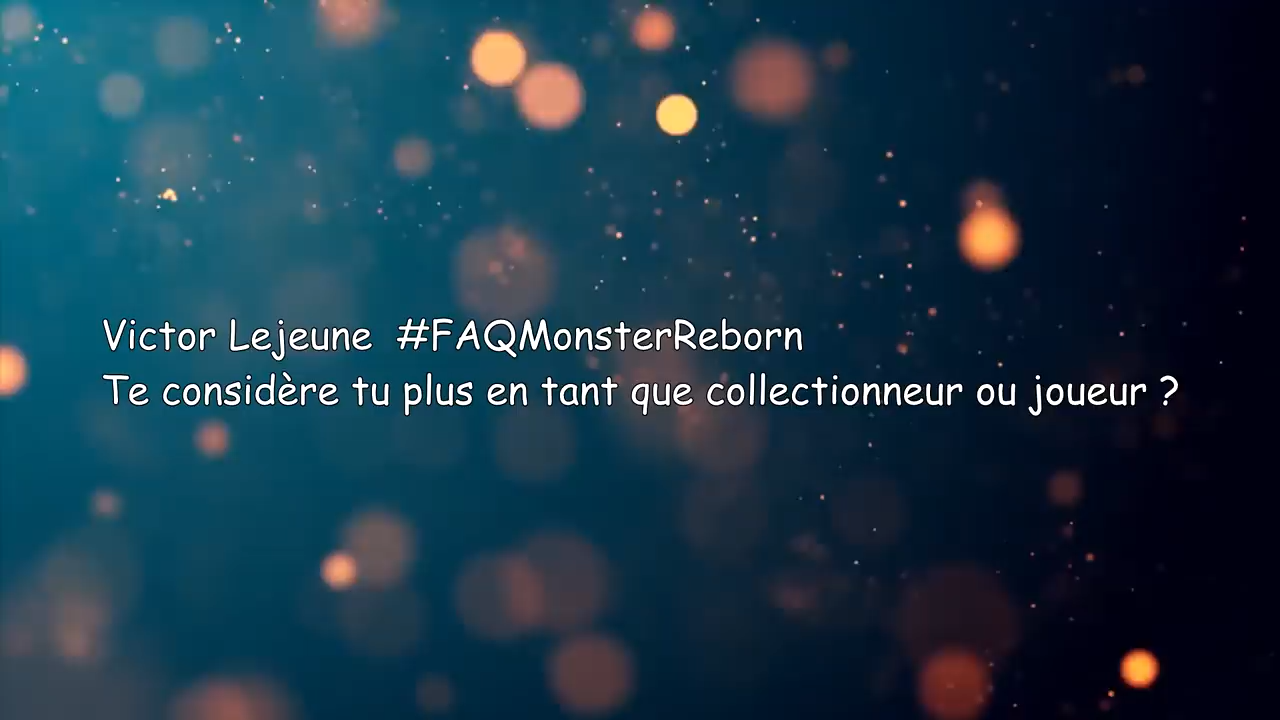 Victor Lejeune  #FAQMonsterReborn
Te considère tu plus en tant que collectionneur ou joueur ?